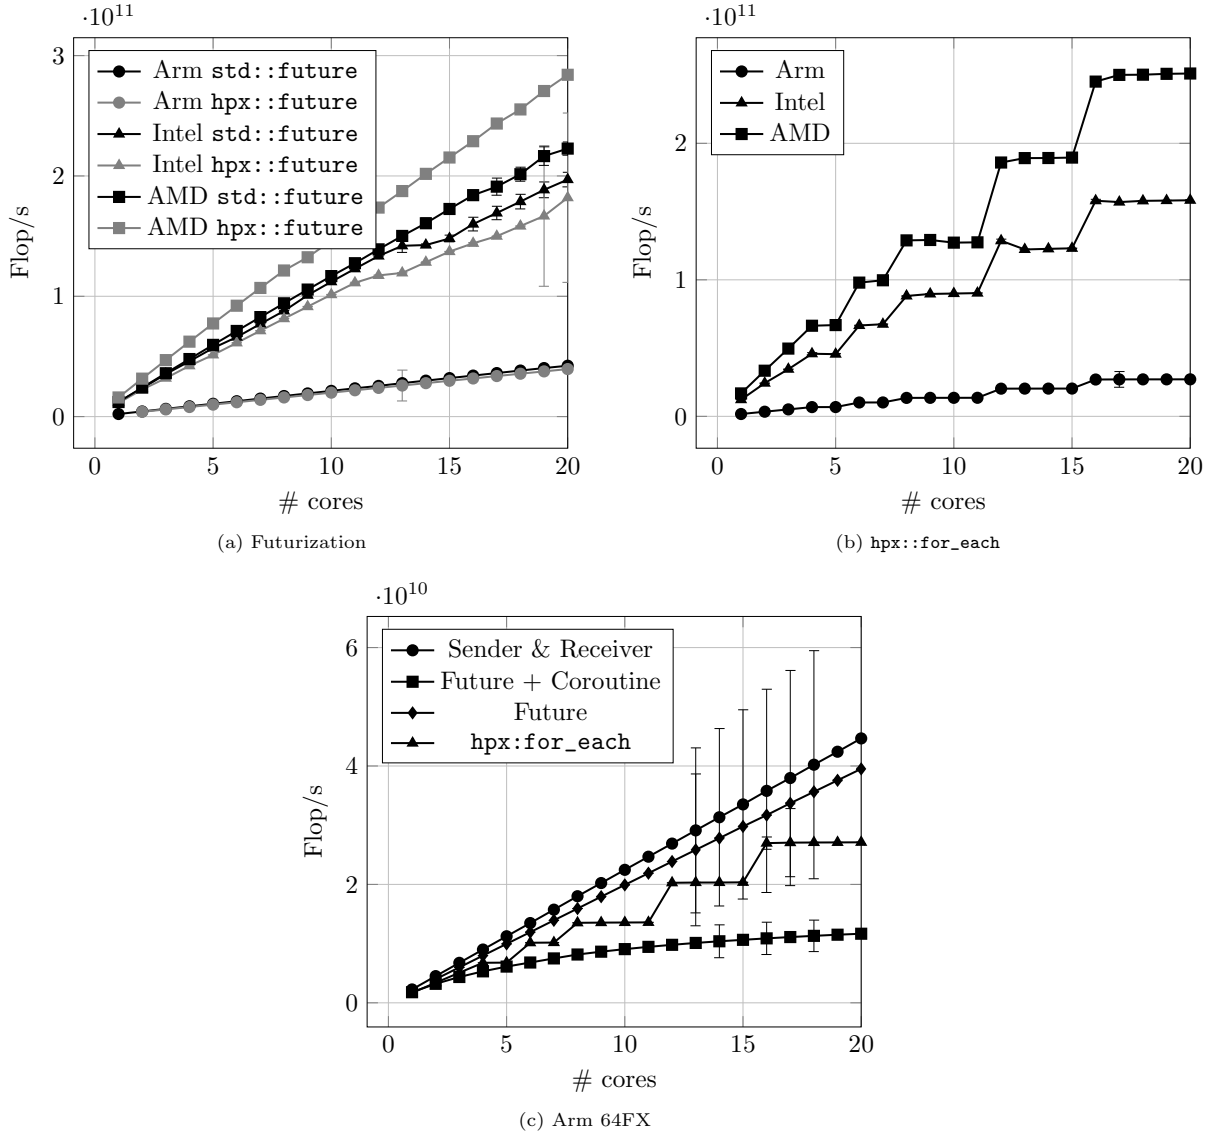 ·10^11
3
2
1
0
Flop/s
Arm std::future
Arm hpx::future
Intel std::future
Intel hpx::future
AMD std::future
AMD hpx::future
0 5 10 15 20
# cores
(a) Futurization
·10^11
2
1
0
Flop/s
Arm
Intel
AMD
0 5 10 15 20
# cores
(b) hpx::for_each
·10^10
6
4
2
0
Flop/s
Sender & Receiver
Future + Coroutine
Future
hpx:for_each
0 5 10 15 20
# cores
(c) Arm 64FX